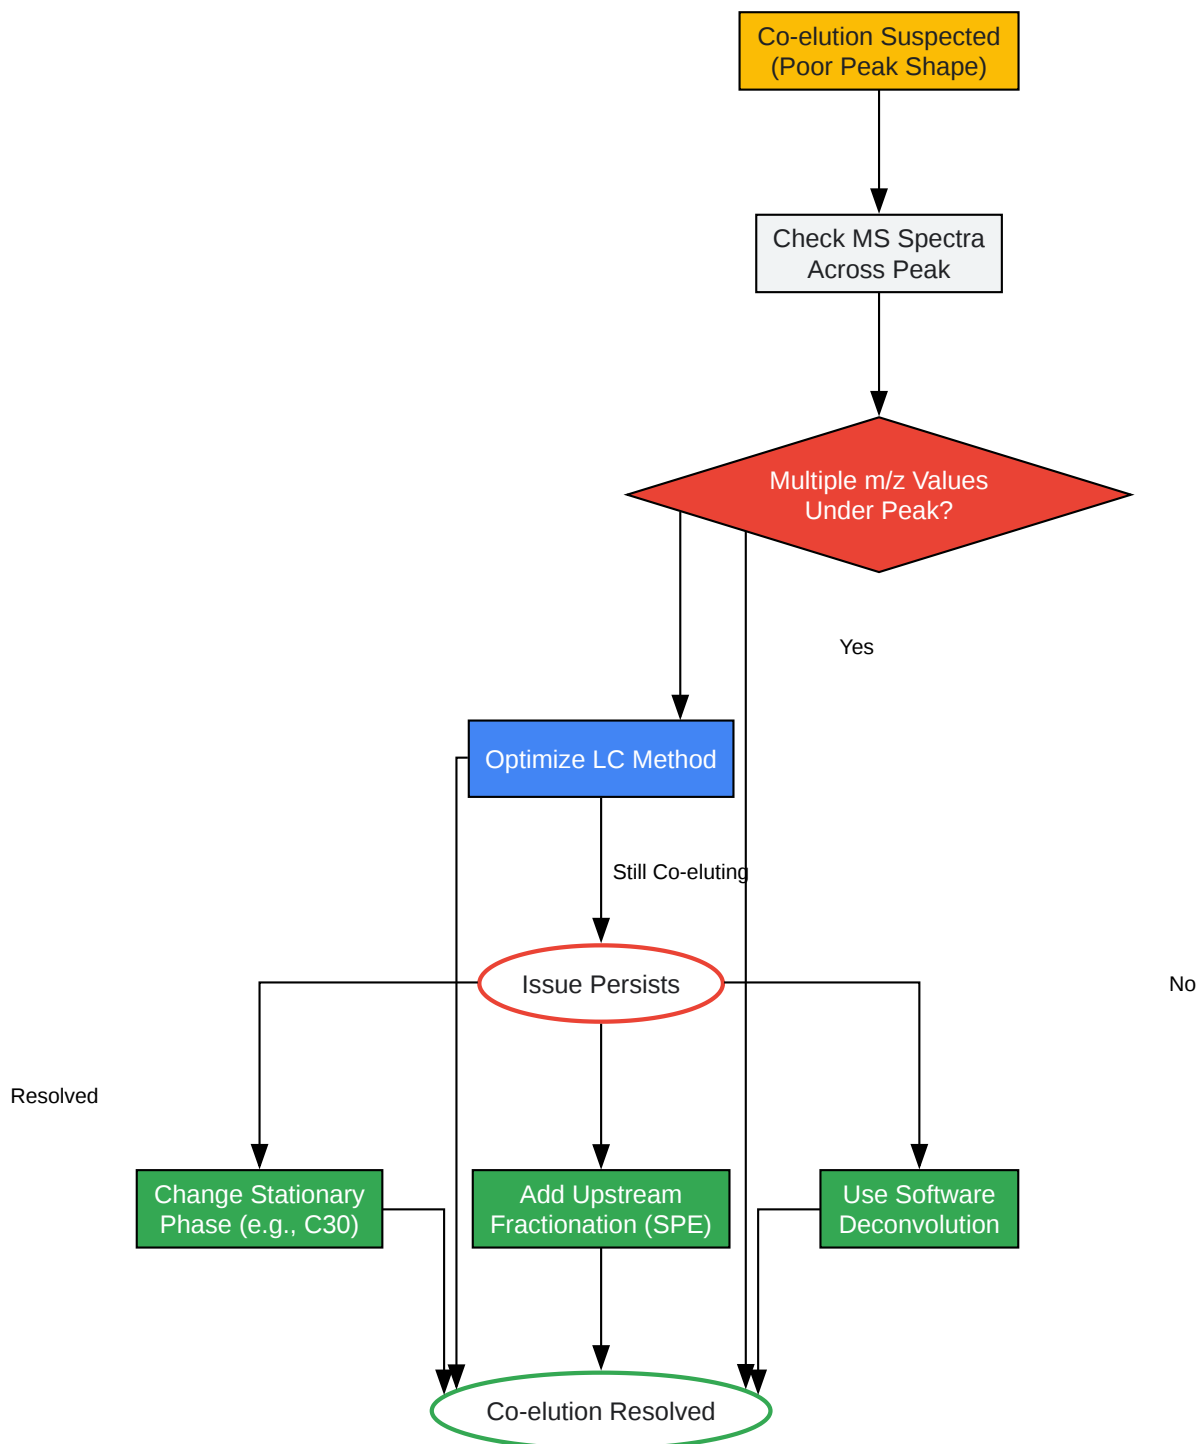 Co-elution Suspected
(Poor Peak Shape)
Check MS Spectra
Across Peak
Multiple m/z Values
Under Peak?
Yes
Optimize LC Method
Still Co-eluting
Issue Persists
No
Resolved
Change Stationary
Phase (e.g., C30)
Add Upstream
Fractionation (SPE)
Use Software
Deconvolution
Co-elution Resolved